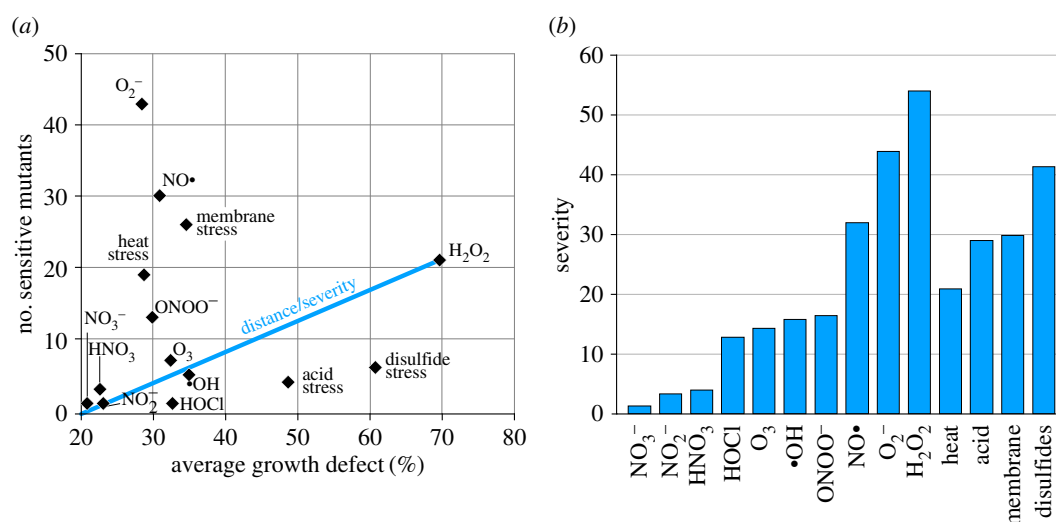 (a)
50
40
30
20
10
0
no. sensitive mutants
O₂⁻
NO•
membrane
stress
heat
stress
H₂O₂
NO₃⁻
ONOO⁻
distance/severity
HNO₃
O₃
disulfide
stress
acid
stress
•OH
NO₂⁻
HOCl
20 30 40 50 60 70 80
average growth defect (%)
(b)
60
50
40
30
20
10
0
severity
NO₃⁻
NO₂⁻
HNO₃
HOCl
O₃
•OH
ONOO⁻
NO•
O₂⁻
H₂O₂
heat
acid
membrane
disulfides